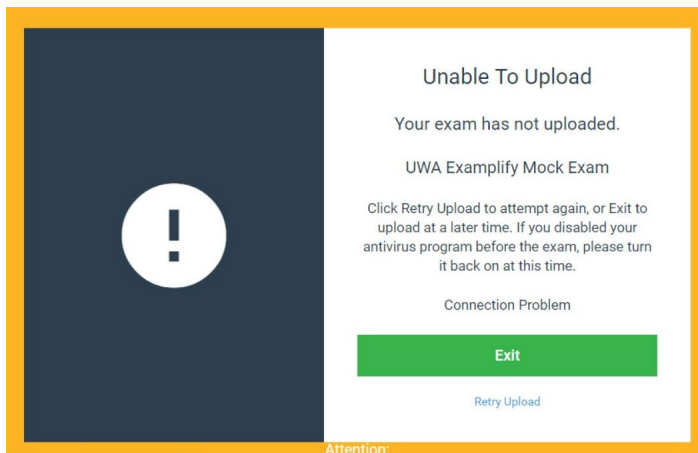 Unable To Upload
Your exam has not uploaded.
UWA Examplify Mock Exam
Click Retry Upload to attempt again, or Exit to
upload at a later time. If you disabled your
antivirus program before the exam, please turn
it back on at this time.
Connection Problem
Exit
Retry Upload
Attention: